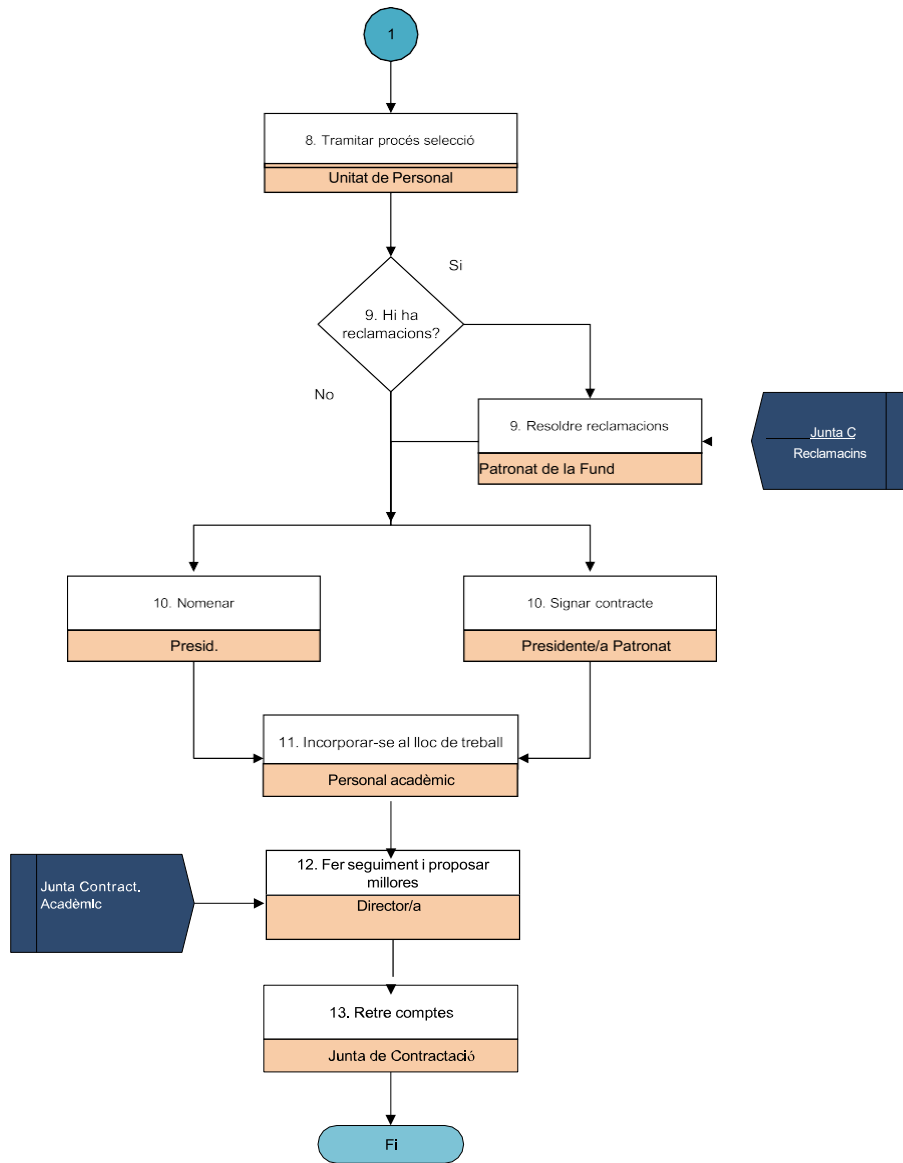 1
8. Tramitar procés selecció
Unitat de Personal
Si
9. Hi ha
reclamacions?
No
9. Resoldre reclamacions
Patronat de la Fund
Junta C
Reclamacins
10. Nomenar
Presid.
10. Signar contracte
Presidente/a Patronat
11. Incorporar-se al lloc de treball
Personal acadèmic
12. Fer seguiment i proposar
millores
Director/a
Junta Contract.
Acadèmic
13. Retre comptes
Junta de Contractació
Fi